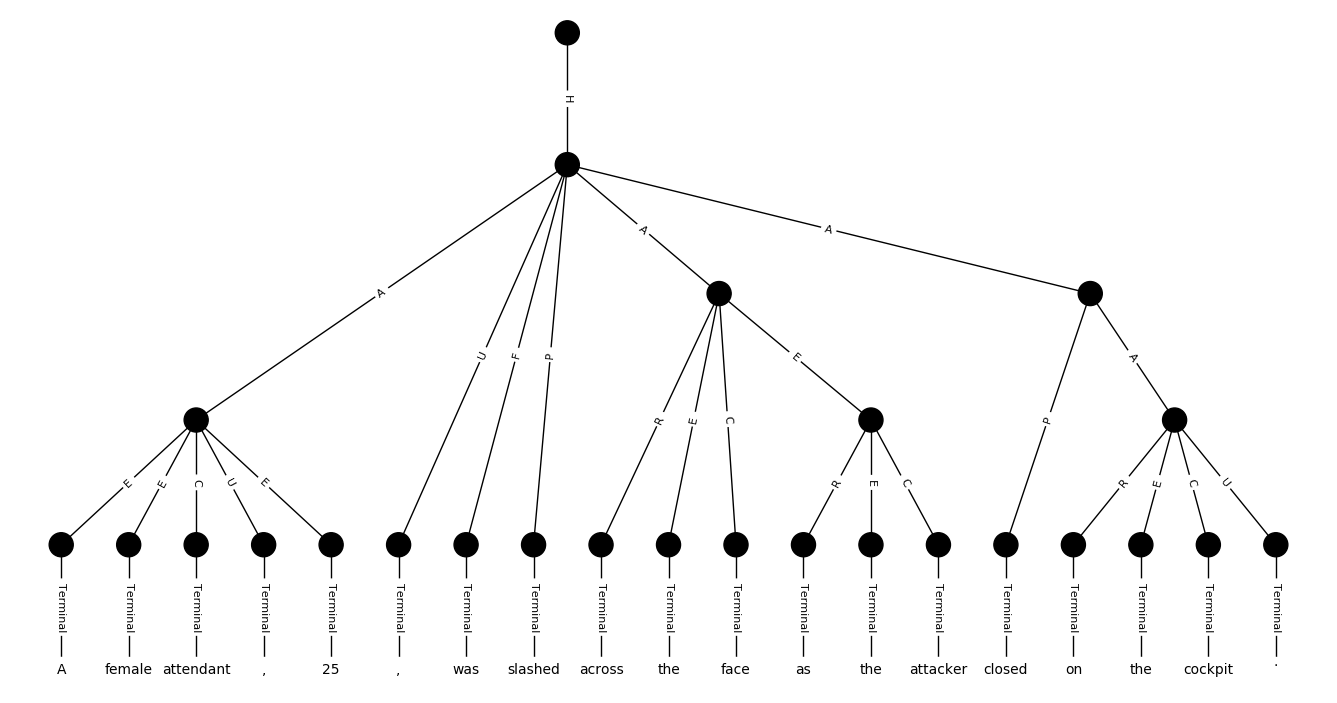 H
A U F P A A
R E C E P A
E E C U E R E C R E C U
Terminal Terminal Terminal Terminal Terminal Terminal Terminal Terminal Terminal Terminal Terminal Terminal Terminal Terminal Terminal Terminal Terminal Terminal Terminal
A female attendant , 25 , was slashed across the face as the attacker closed on the cockpit .